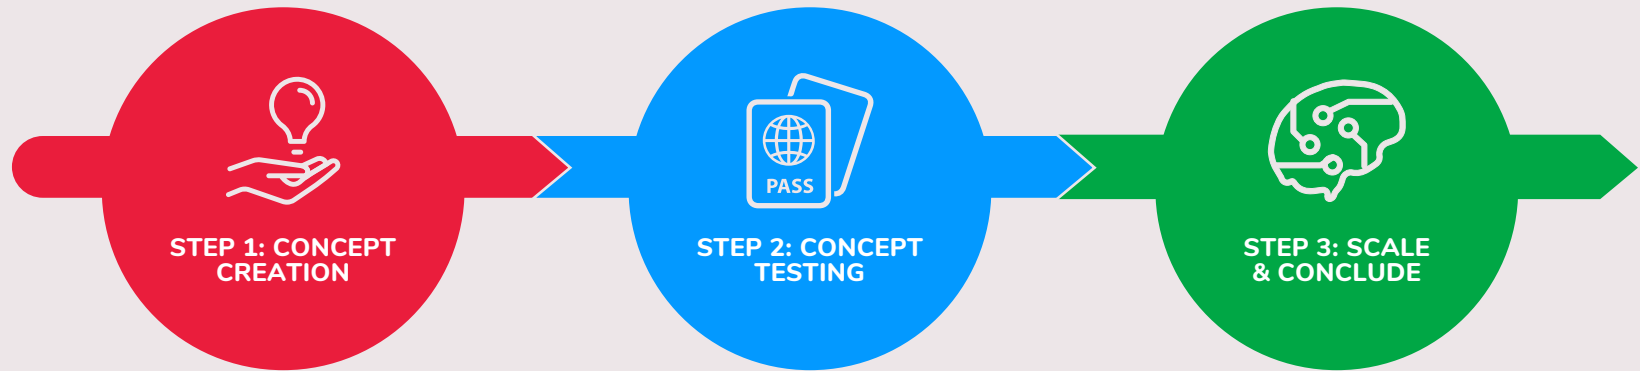 STEP 1: CONCEPT
CREATION
PASS
STEP 2: CONCEPT
TESTING
STEP 3: SCALE
& CONCLUDE